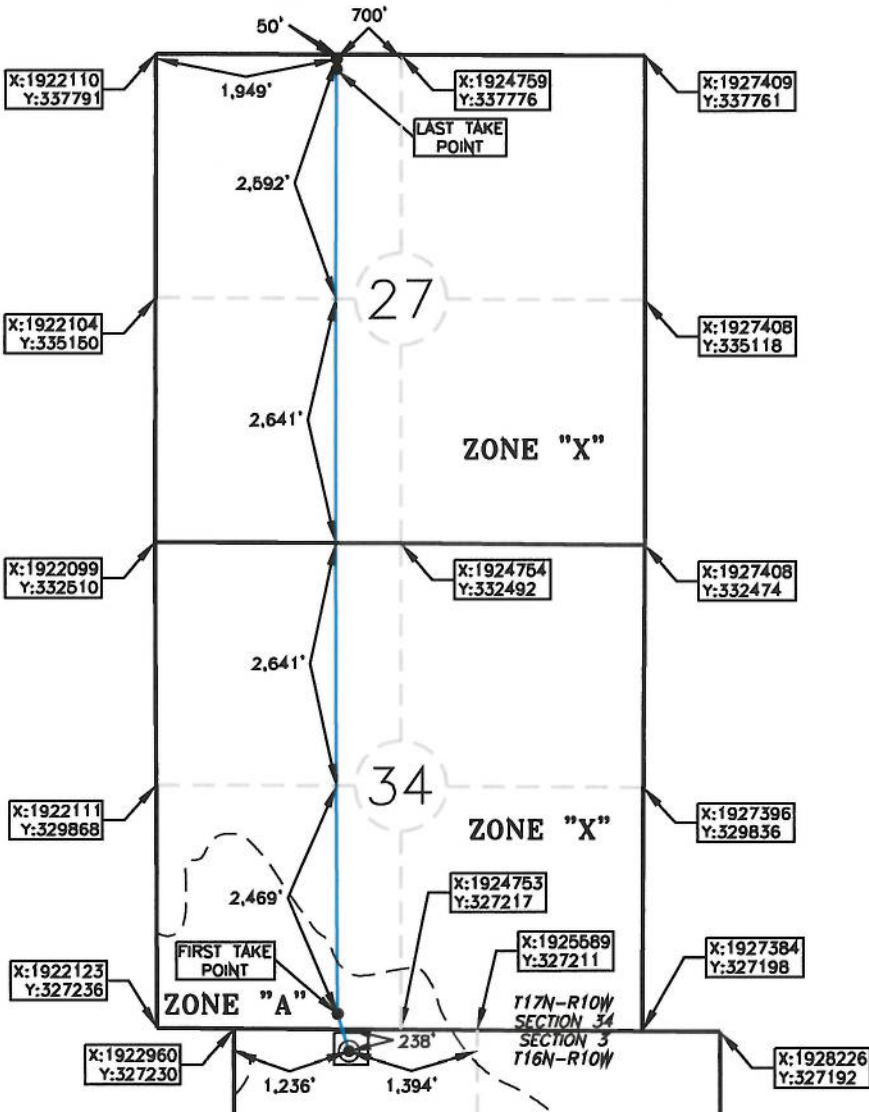 50'
700'
X:1922110
Y:337791
1,949'
X:1924759
Y:337776
X:1927409
Y:337761
LAST TAKE
POINT
2,592'
27
X:1922104
Y:335150
X:1927408
Y:335118
2,641'
ZONE "X"
X:1922099
Y:332510
X:1924754
Y:332492
X:1927408
Y:332474
2,641'
34
X:1922111
Y:329868
ZONE "X"
X:1927396
Y:329836
2,469'
X:1924753
Y:327217
FIRST TAKE
POINT
X:1925589
Y:327211
X:1927384
Y:327198
X:1922123
Y:327236
ZONE "A"
T17N-R10W
SECTION 34
SECTION 3
T16N-R10W
238'
X:1922960
Y:327230
1,236'
1,394'
X:1928226
Y:327192